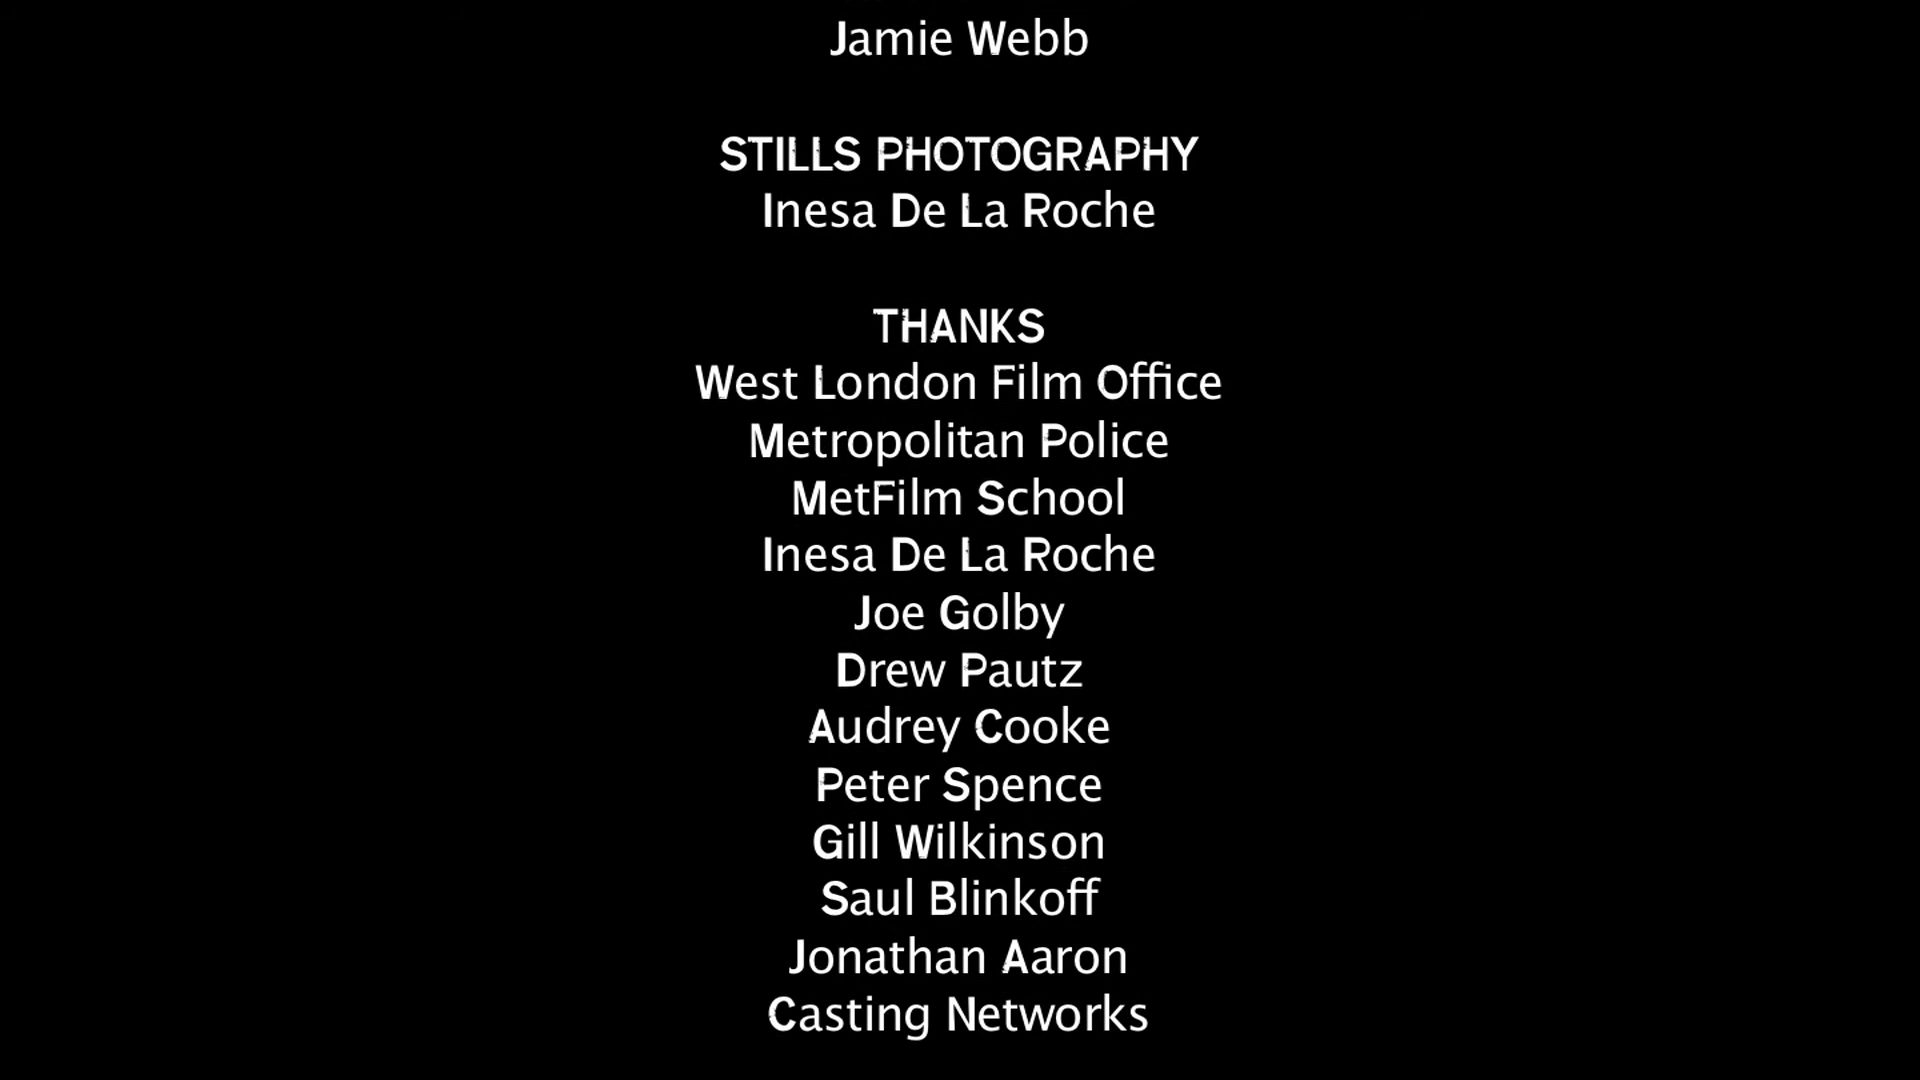 Jamie Webb
STILLS PHOTOGRAPHY
Inesa De La Roche
THANKS
West London Film Office
Metropolitan Police
MetFilm School
Inesa De La Roche
Joe Golby
Drew Pautz
Audrey Cooke
Peter Spence
Gill Wilkinson
Saul Blinkoff
Jonathan Aaron
Casting Networks